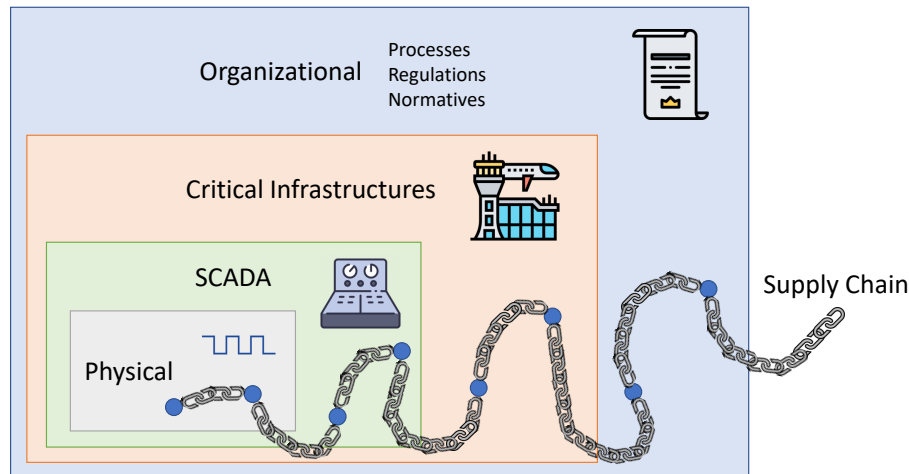 Organizational
Processes
Regulations
Normatives
Critical Infrastructures
SCADA
Supply Chain
Physical